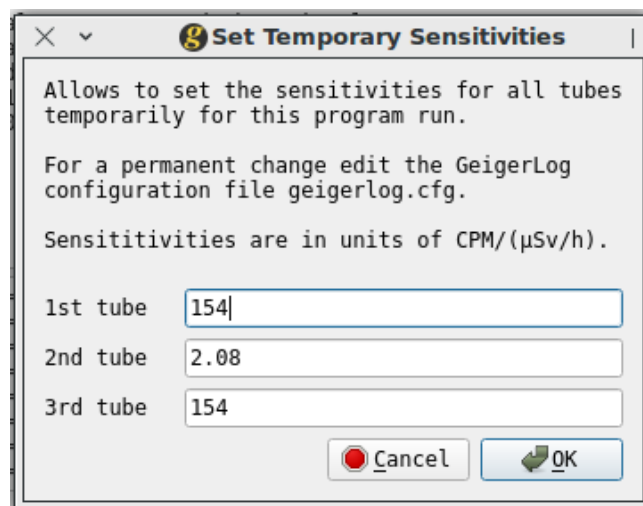 Set Temporary Sensitivities
Allows to set the sensitivities for all tubes
temporarily for this program run.
For a permanent change edit the GeigerLog
configuration file geigerlog.cfg.
Sensititivities are in units of CPM/(µSv/h).
1st tube 154
2nd tube 2.08
3rd tube 154
Cancel OK